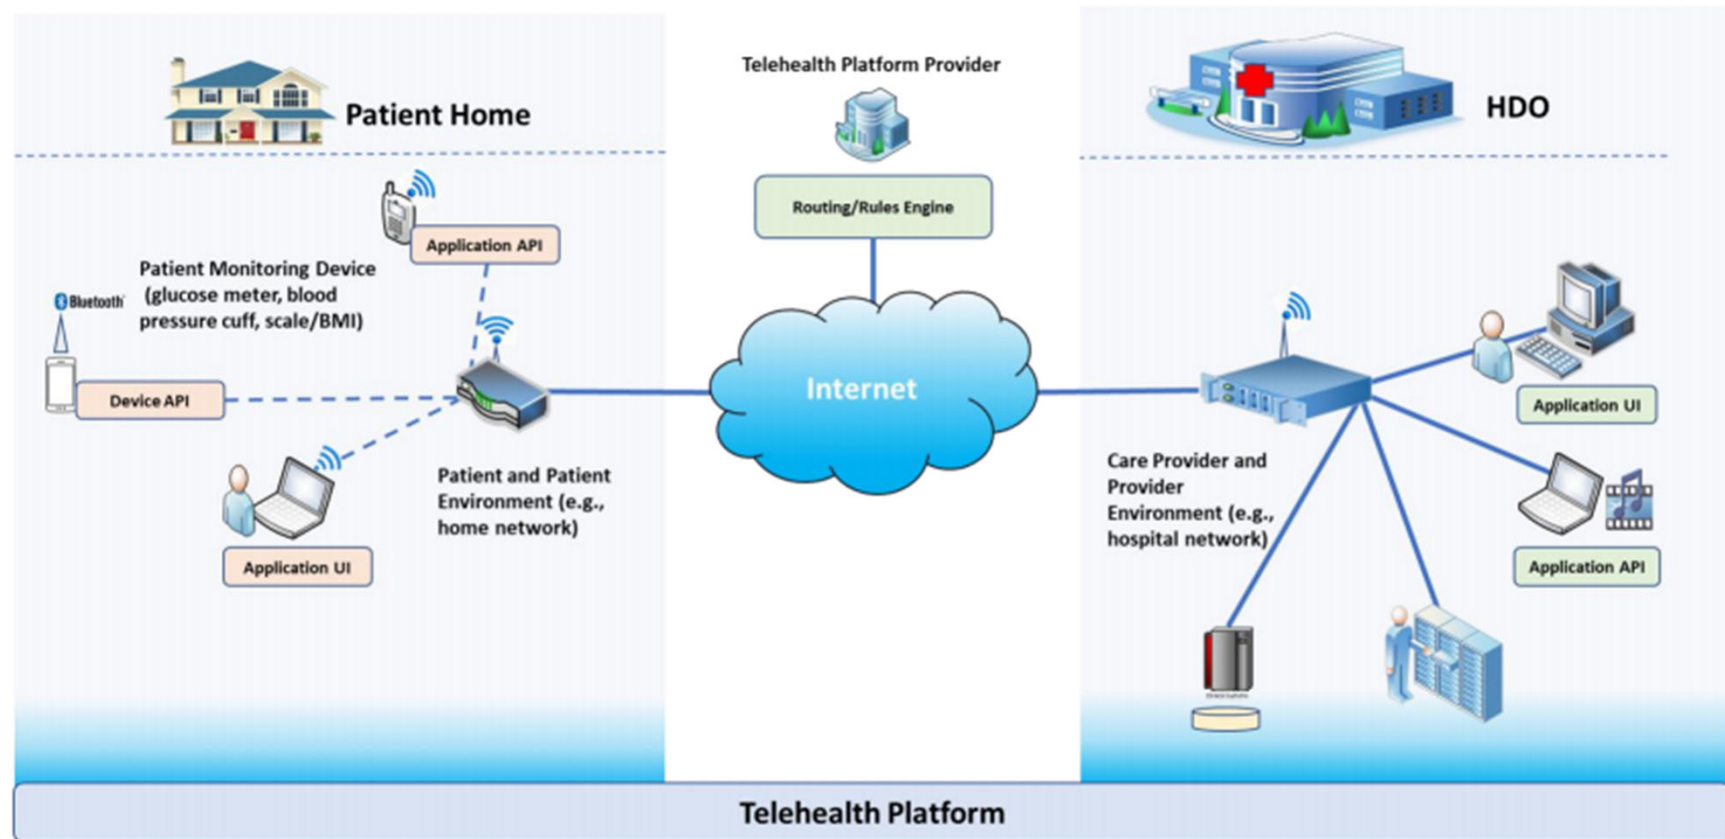 Patient Home
Telehealth Platform Provider
HDO
Routing/Rules Engine
Application API
Patient Monitoring Device
(glucose meter, blood
pressure cuff, scale/BMI)
Bluetooth
Device API
Internet
Application UI
Patient and Patient
Environment (e.g.,
home network)
Application UI
Care Provider and
Provider
Environment (e.g.,
hospital network)
Application API
Telehealth Platform